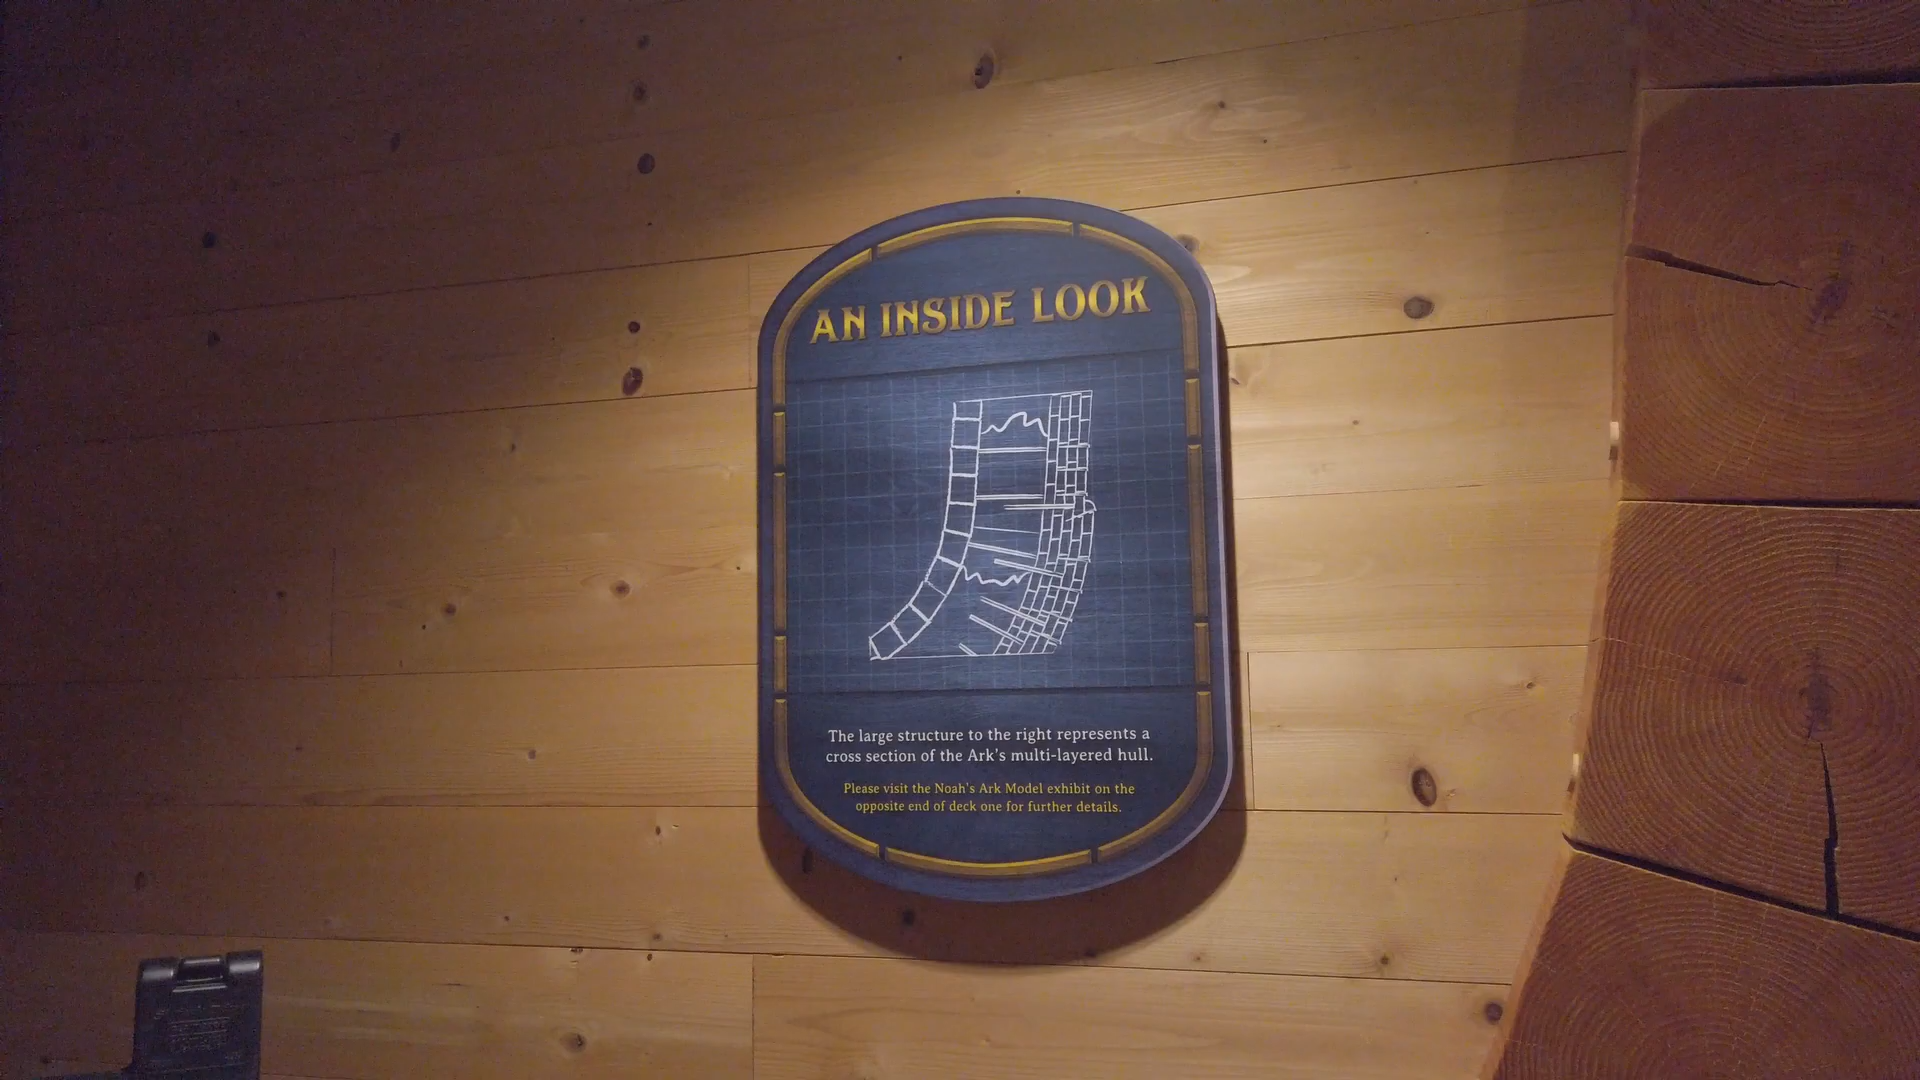 AN INSIDE LOOK
The large structure to the right represents a
cross section of the Ark's multi-layered hull.
Please visit the Noah's Ark Model exhibit on the
opposite end of deck one for further details.